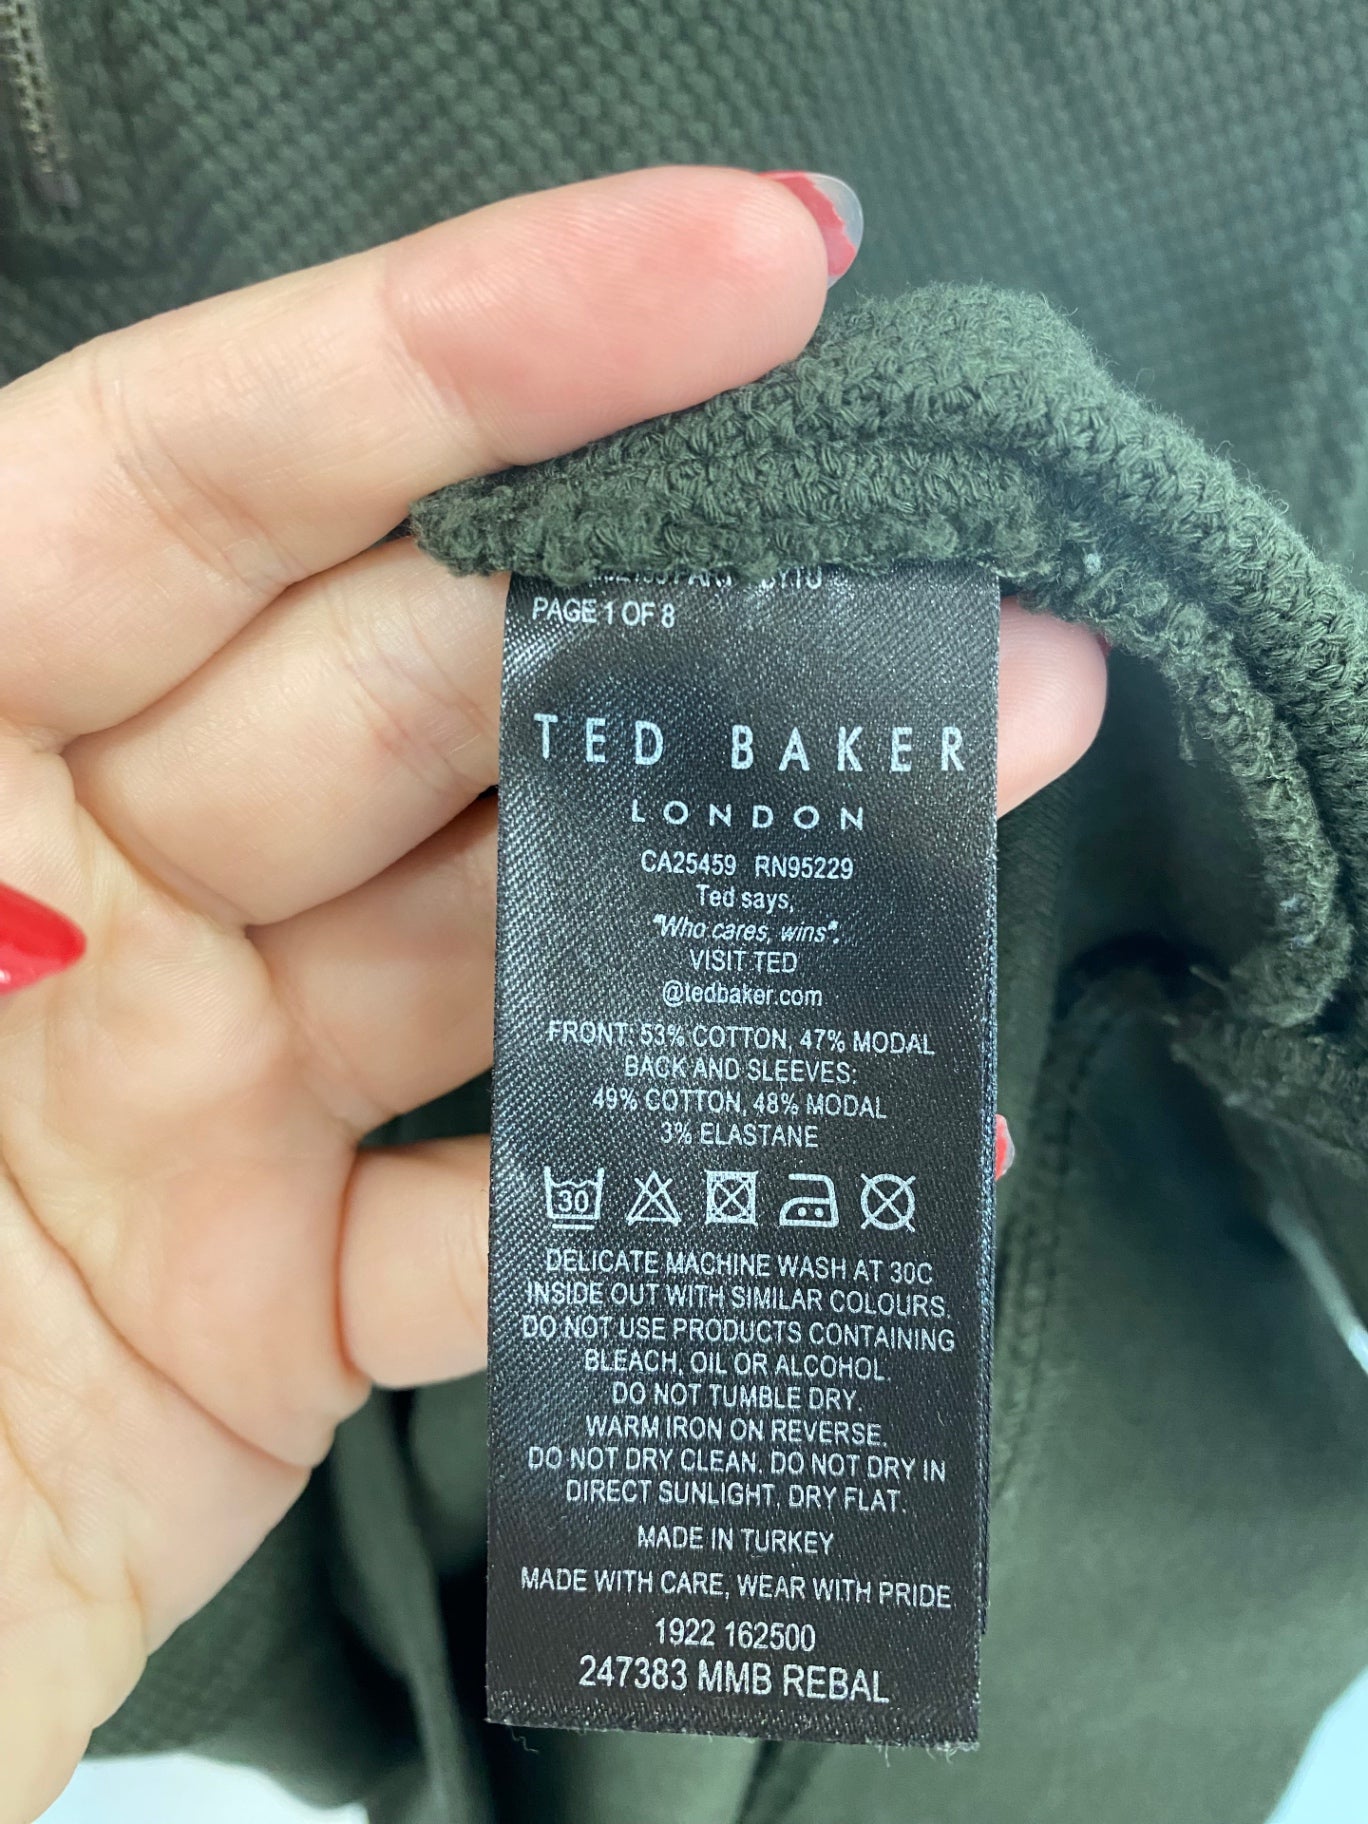 PAGE 1 OF 8
TED BAKER
LONDON
CA25459 RN95229
Ted says,
"Who cares, wins".
VISIT TED
@tedbaker.com
FRONT: 53% COTTON, 47% MODAL
BACK AND SLEEVES:
49% COTTON, 48% MODAL
3% ELASTANE
30
DELICATE MACHINE WASH AT 30C
INSIDE OUT WITH SIMILAR COLOURS.
DO NOT USE PRODUCTS CONTAINING
BLEACH, OIL OR ALCOHOL.
DO NOT TUMBLE DRY.
WARM IRON ON REVERSE.
DO NOT DRY CLEAN. DO NOT DRY IN
DIRECT SUNLIGHT. DRY FLAT.
MADE IN TURKEY
MADE WITH CARE, WEAR WITH PRIDE
1922 162500
247383 MMB REBAL